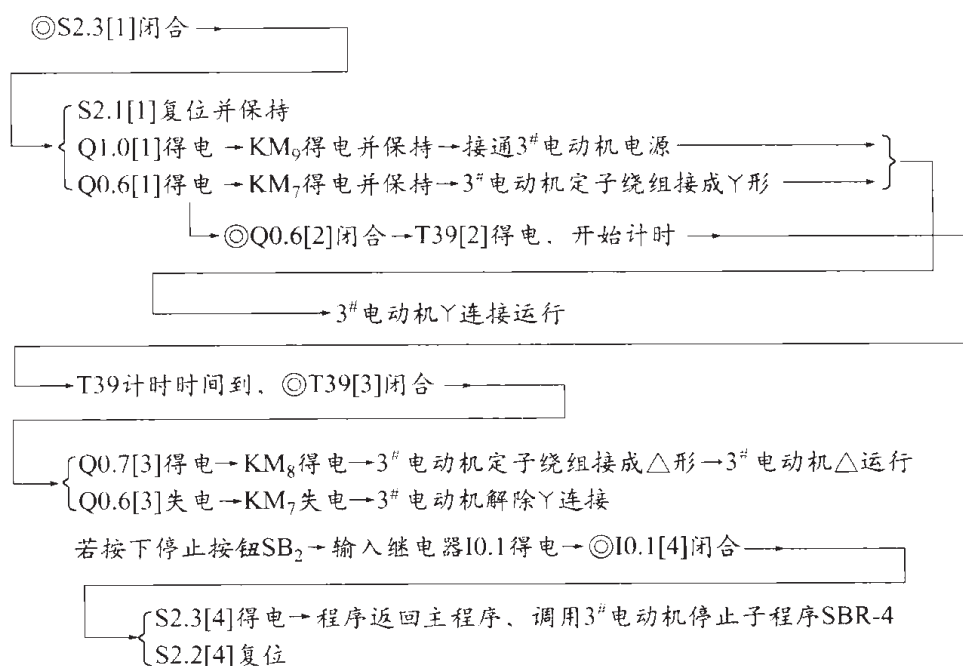 ◎S2.3[1]闭合→
S2.1[1]复位并保持
Q1.0[1]得电→KM₉得电并保持→接通3#电动机电源→
Q0.6[1]得电→KM₇得电并保持→3#电动机定子绕组接成Y形→
→◎Q0.6[2]闭合→T39[2]得电、开始计时→
→3#电动机Y连接运行
→T39计时时间到、◎T39[3]闭合→
Q0.7[3]得电→KM₈得电→3#电动机定子绕组接成△形→3#电动机△运行
Q0.6[3]失电→KM₇失电→3#电动机解除Y连接
若按下停止按钮SB₂→输入继电器I0.1得电→◎I0.1[4]闭合→
S2.3[4]得电→程序返回主程序、调用3#电动机停止子程序SBR-4
S2.2[4]复位